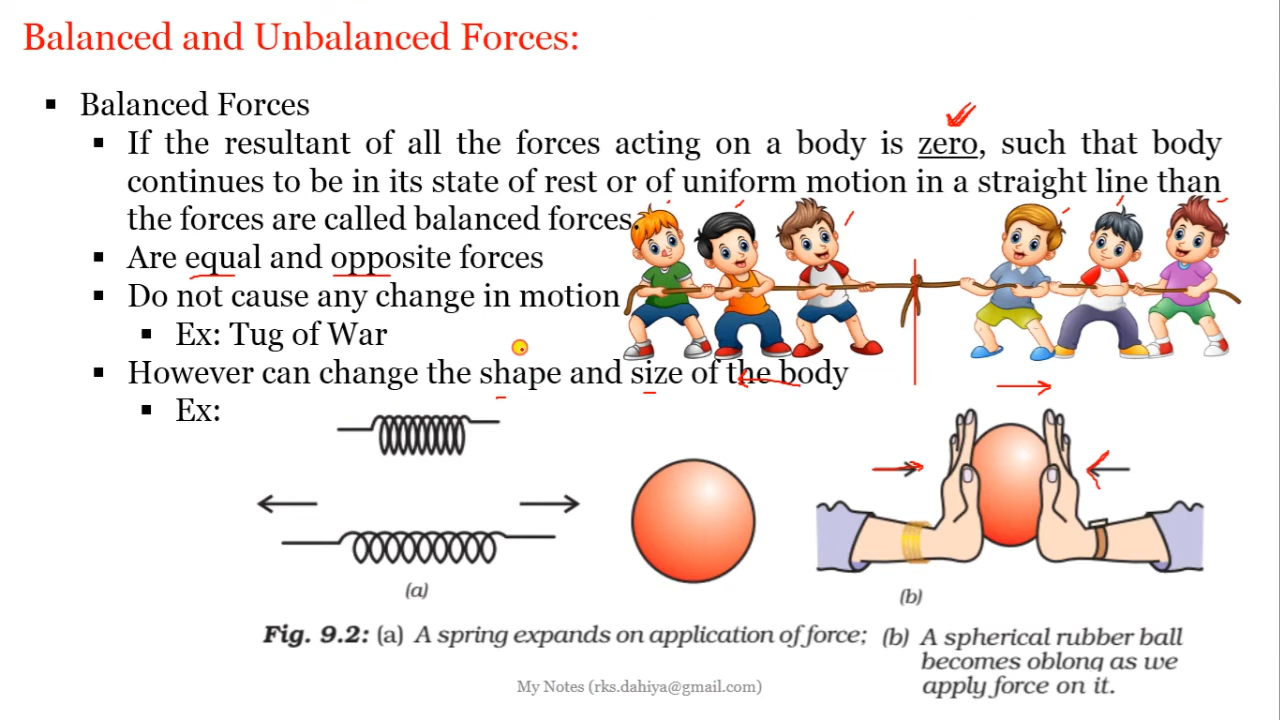 Balanced and Unbalanced Forces:
▪ Balanced Forces
▪ If the resultant of all the forces acting on a body is zero, such that body
continues to be in its state of rest or of uniform motion in a straight line than
the forces are called balanced forces.
▪ Are equal and opposite forces
▪ Do not cause any change in motion
▪ Ex: Tug of War
▪ However can change the shape and size of the body
▪ Ex:
(a)
(b)
Fig. 9.2: (a) A spring expands on application of force; (b) A spherical rubber ball
becomes oblong as we
apply force on it.
My Notes (rks.dahiya@gmail.com)